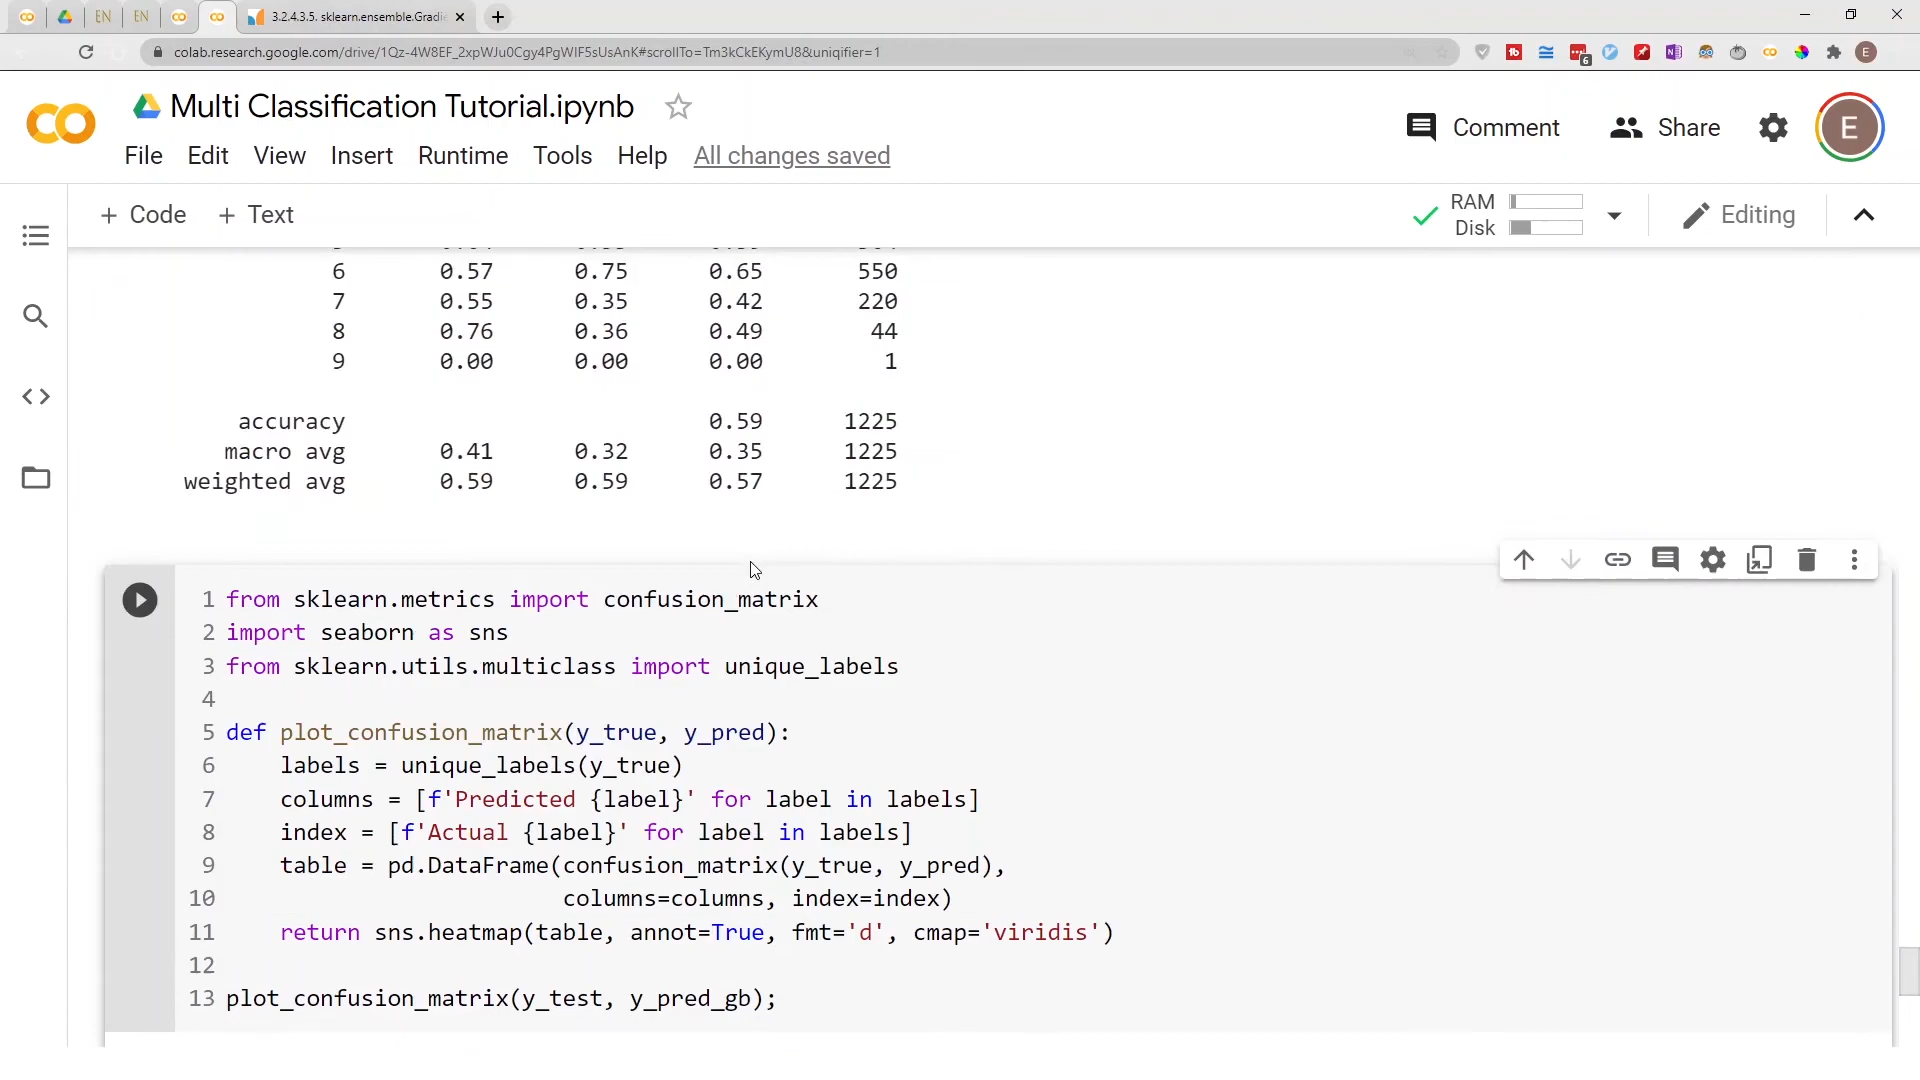 EN
EN
3.2.4.3.5. sklearn.ensemble.Gradie
colab.research.google.com/drive/1Qz-4W8EF_2xpWJu0Cgy4PgWIF5sUsAnK#scrollTo=Tm3kCkEKymU8&uniqifier=1
6
E
Multi Classification Tutorial.ipynb
Comment Share E
File Edit View Insert Runtime Tools Help All changes saved
+ Code + Text RAM Disk Editing
6 0.57 0.75 0.65 550
7 0.55 0.35 0.42 220
8 0.76 0.36 0.49 44
9 0.00 0.00 0.00 1
accuracy 0.59 1225
macro avg 0.41 0.32 0.35 1225
weighted avg 0.59 0.59 0.57 1225
1 from sklearn.metrics import confusion_matrix
2 import seaborn as sns
3 from sklearn.utils.multiclass import unique_labels
4
5 def plot_confusion_matrix(y_true, y_pred):
6 labels = unique_labels(y_true)
7 columns = [f'Predicted {label}' for label in labels]
8 index = [f'Actual {label}' for label in labels]
9 table = pd.DataFrame(confusion_matrix(y_true, y_pred),
10 columns=columns, index=index)
11 return sns.heatmap(table, annot=True, fmt='d', cmap='viridis')
12
13 plot_confusion_matrix(y_test, y_pred_gb);